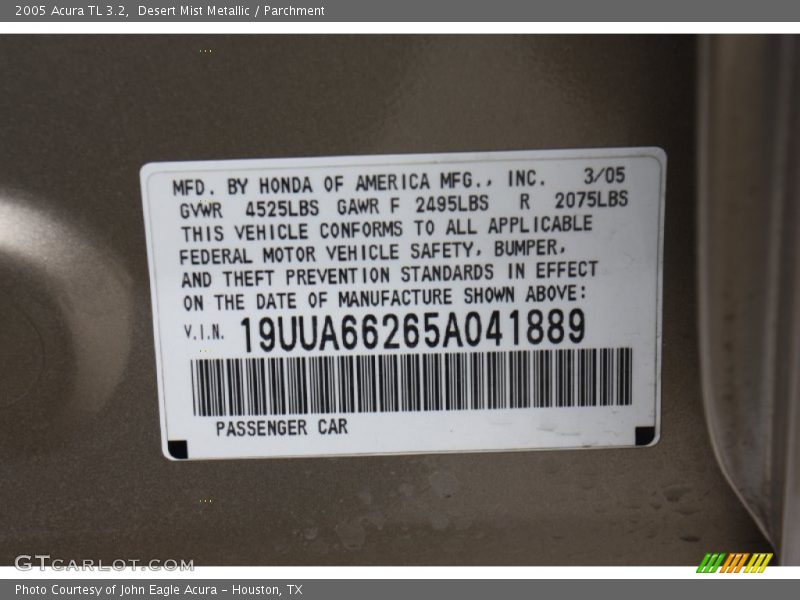 2005 Acura TL 3.2,  Desert Mist Metallic / Parchment
MFD. BY HONDA OF AMERICA MFG., INC. 3/05
GVWR 4525LBS GAWR F 2495LBS R 2075LBS
THIS VEHICLE CONFORMS TO ALL APPLICABLE
FEDERAL MOTOR VEHICLE SAFETY, BUMPER,
AND THEFT PREVENTION STANDARDS IN EFFECT
ON THE DATE OF MANUFACTURE SHOWN ABOVE:
V.I.N. 19UUA66265A041889
PASSENGER CAR
GTCARLOT.COM
Photo Courtesy of John Eagle Acura - Houston, TX